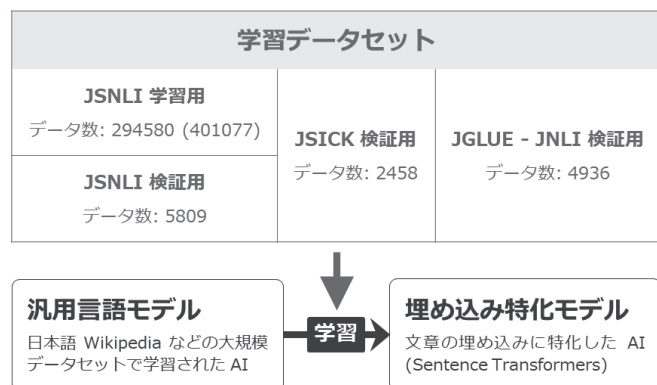 学習データセット
JSNLI 学習用
データ数: 294580 (401077)
JSNLI 検証用
データ数: 5809
JSICK 検証用
データ数: 2458
JGLUE - JNLI 検証用
データ数: 4936
汎用言語モデル
日本語 Wikipedia などの大規模
データセットで学習された AI
学習
埋め込み特化モデル
文章の埋め込みに特化した AI
(Sentence Transformers)